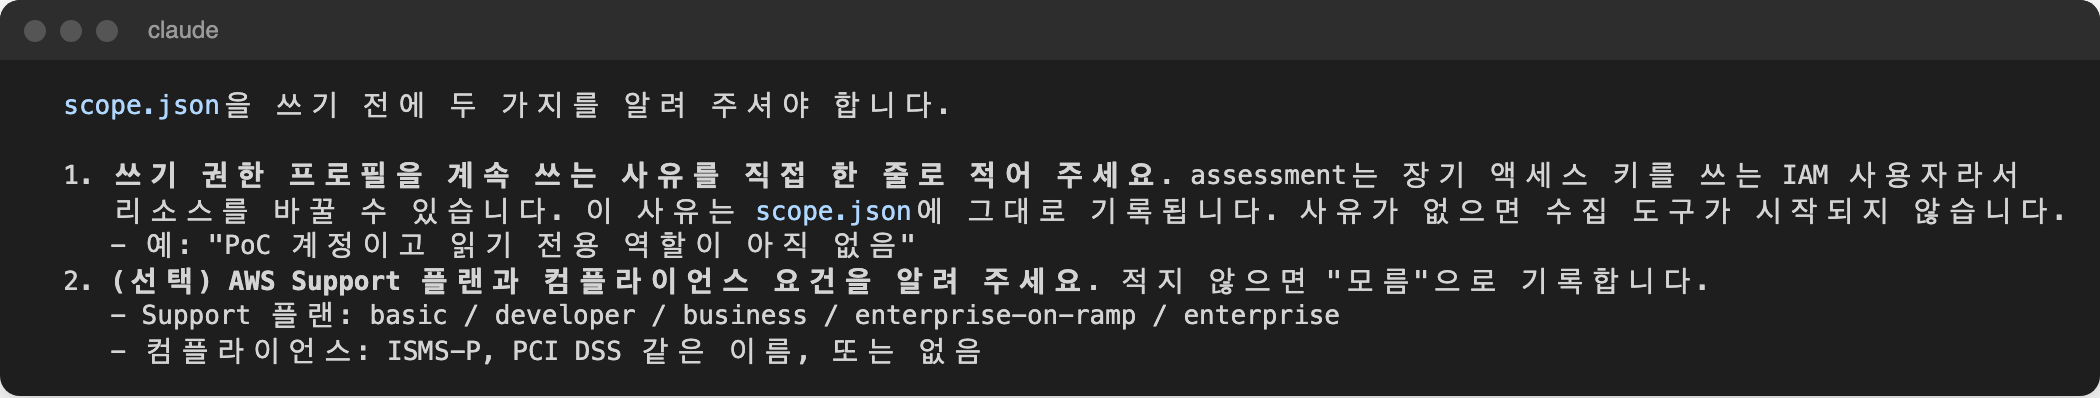 claude
scope.json을 쓰기 전에 두 가지를 알려 주셔야 합니다.
1. 쓰기 권한 프로필을 계속 쓰는 사유를 직접 한 줄로 적어 주세요. assessment는 장기 액세스 키를 쓰는 IAM 사용자라서
리소스를 바꿀 수 있습니다. 이 사유는 scope.json에 그대로 기록됩니다. 사유가 없으면 수집 도구가 시작되지 않습니다.
- 예: "PoC 계정이고 읽기 전용 역할이 아직 없음"
2. (선택) AWS Support 플랜과 컴플라이언스 요건을 알려 주세요. 적지 않으면 "모름"으로 기록합니다.
- Support 플랜: basic / developer / business / enterprise-on-ramp / enterprise
- 컴플라이언스: ISMS-P, PCI DSS 같은 이름, 또는 없음